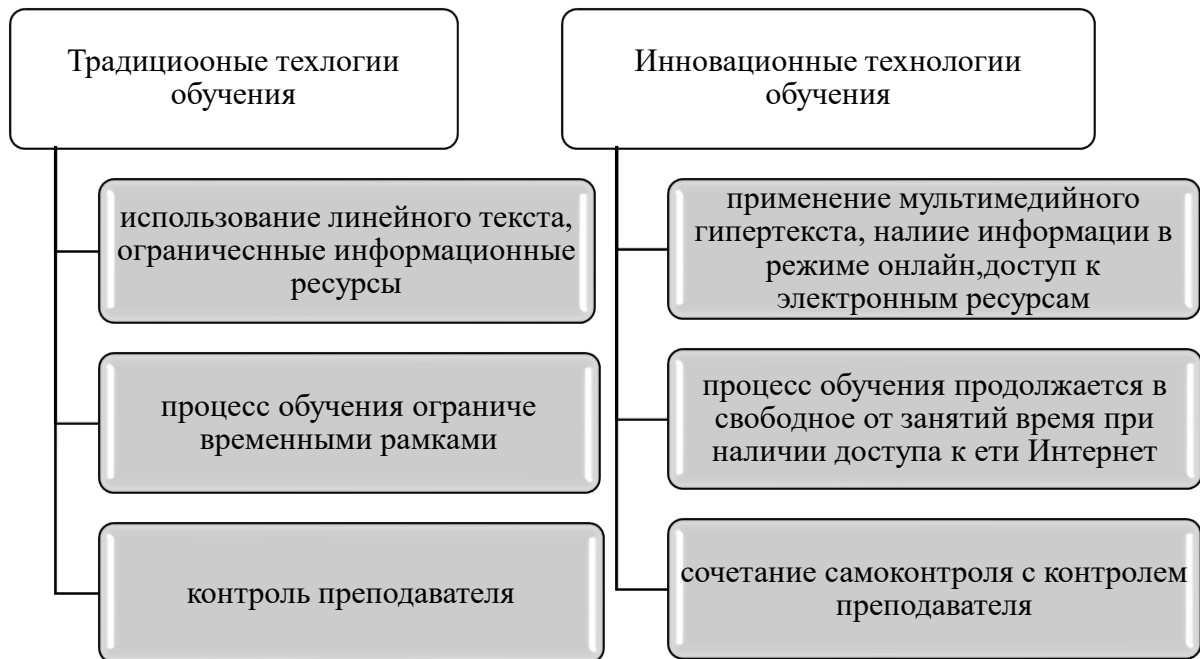 Традициооные техлогии
обучения
использование линейного текста,
ограничеснные информационные
ресурсы
процесс обучения ограниче
временными рамками
контроль преподавателя
Инновационные технологии
обучения
применение мультимедийного
гипертекста, налиие информации в
режиме онлайн,доступ к
электронным ресурсам
процесс обучения продолжается в
свободное от занятий время при
наличии доступа к ети Интернет
сочетание самоконтроля с контролем
преподавателя